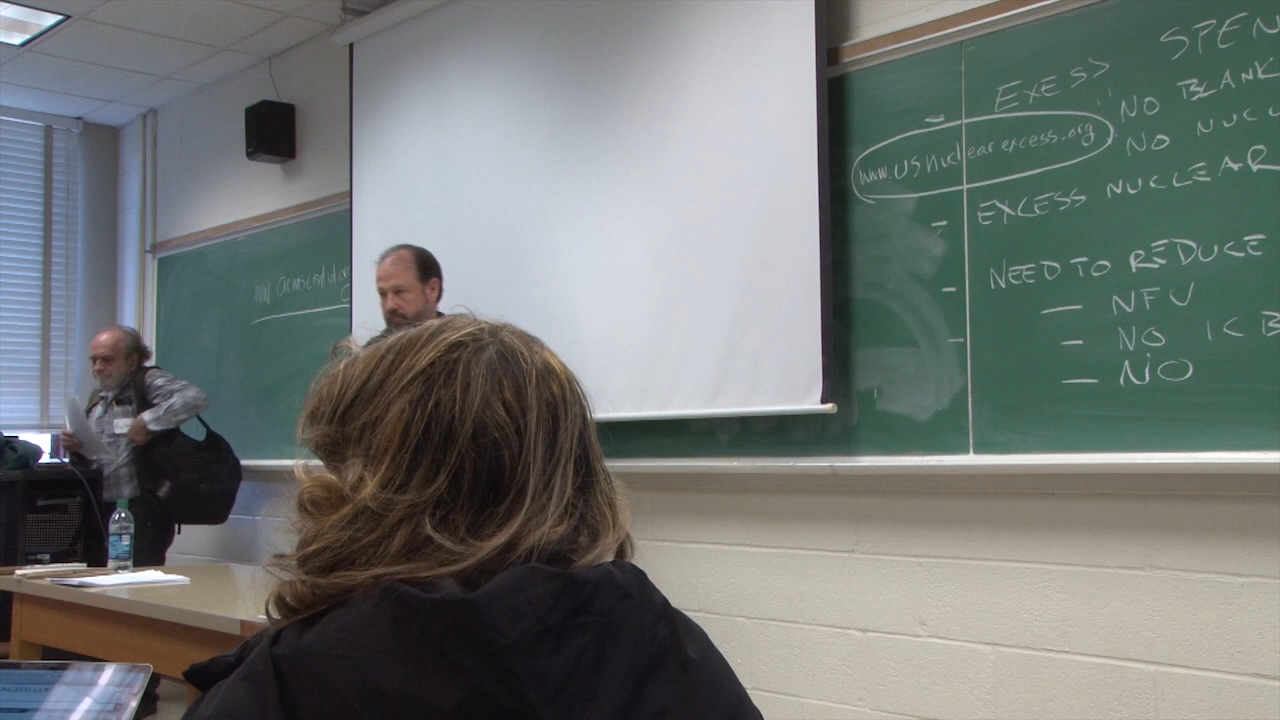 EXESS SPEN
NO BLANK
www.usnuclearexcess.org
NO NUCL
- EXCESS NUCLEAR
- NEED TO REDUCE
- NFU
- NO ICB
- NO